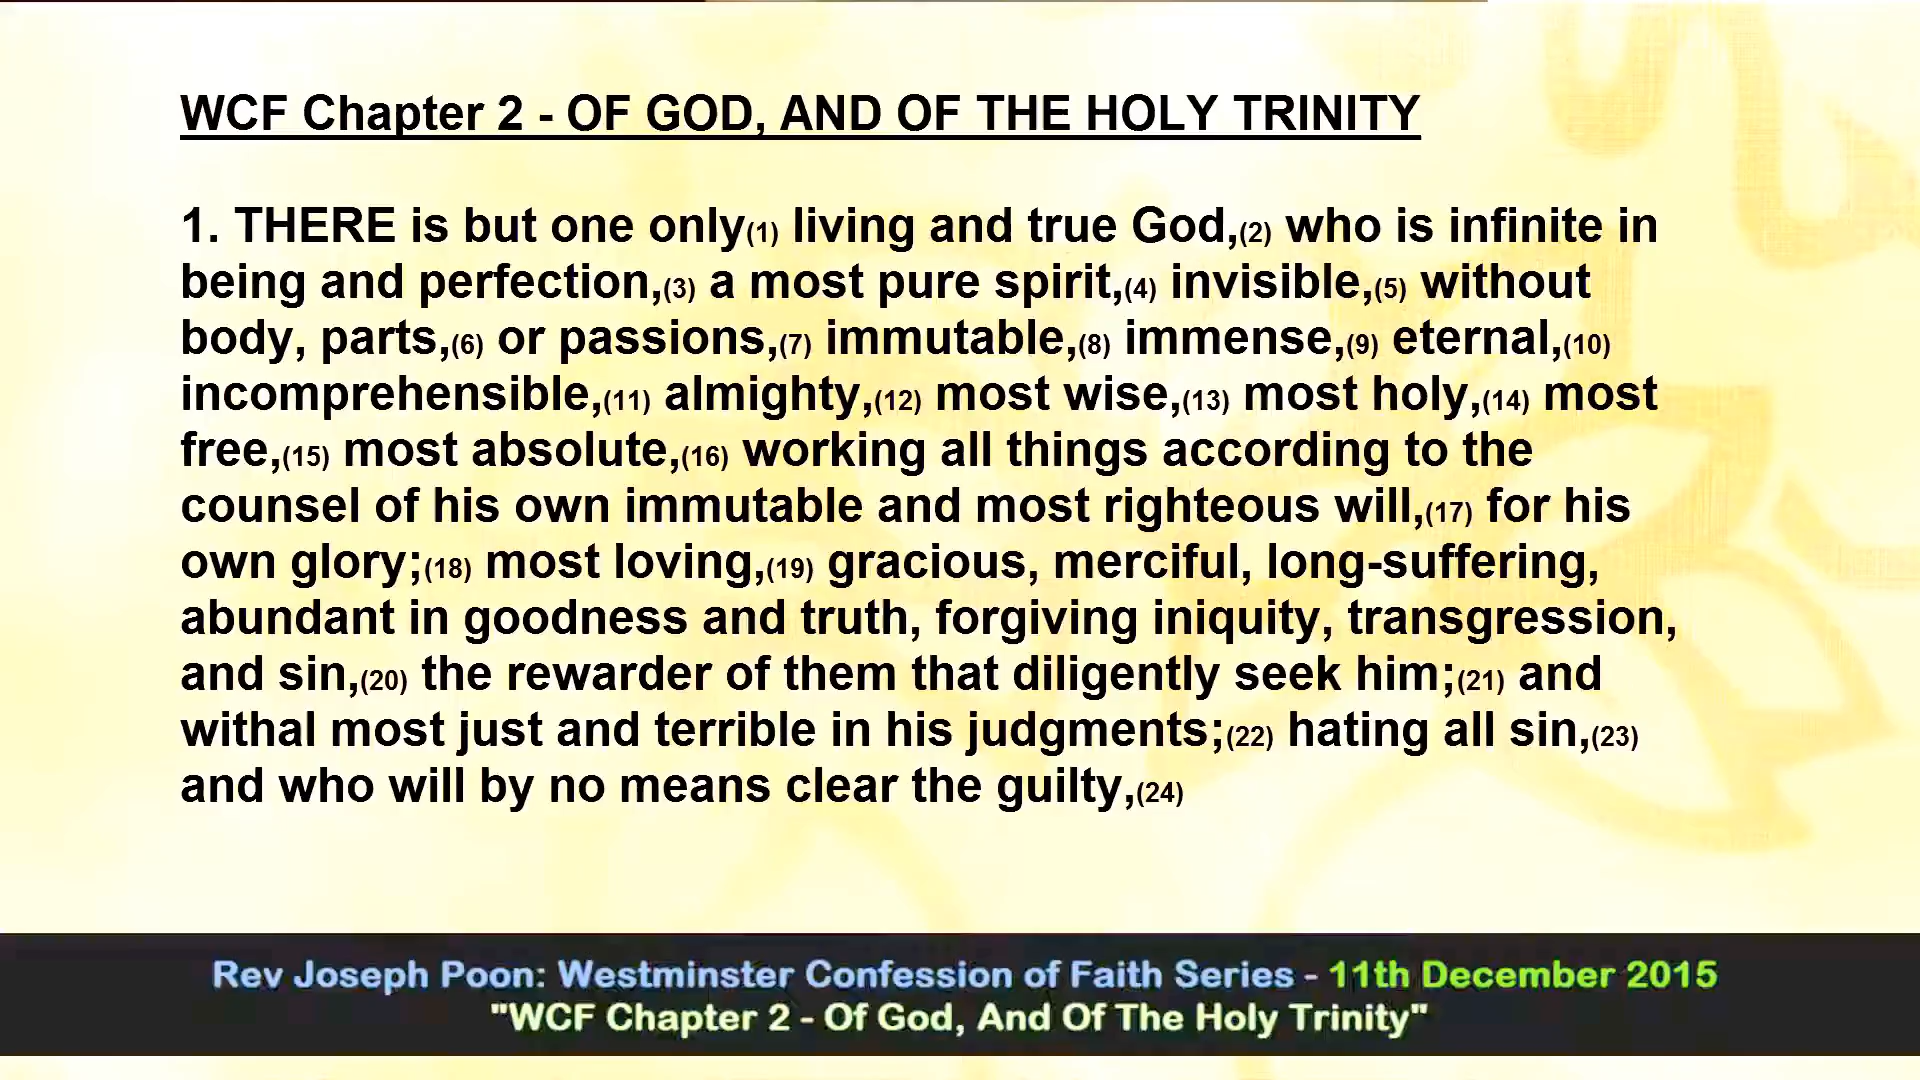 WCF Chapter 2 - OF GOD, AND OF THE HOLY TRINITY
1. THERE is but one only(1) living and true God,(2) who is infinite in
being and perfection,(3) a most pure spirit,(4) invisible,(5) without
body, parts,(6) or passions,(7) immutable,(8) immense,(9) eternal,(10)
incomprehensible,(11) almighty,(12) most wise,(13) most holy,(14) most
free,(15) most absolute,(16) working all things according to the
counsel of his own immutable and most righteous will,(17) for his
own glory;(18) most loving,(19) gracious, merciful, long-suffering,
abundant in goodness and truth, forgiving iniquity, transgression,
and sin,(20) the rewarder of them that diligently seek him;(21) and
withal most just and terrible in his judgments;(22) hating all sin,(23)
and who will by no means clear the guilty,(24)
Rev Joseph Poon: Westminster Confession of Faith Series - 11th December 2015
"WCF Chapter 2 - Of God, And Of The Holy Trinity"